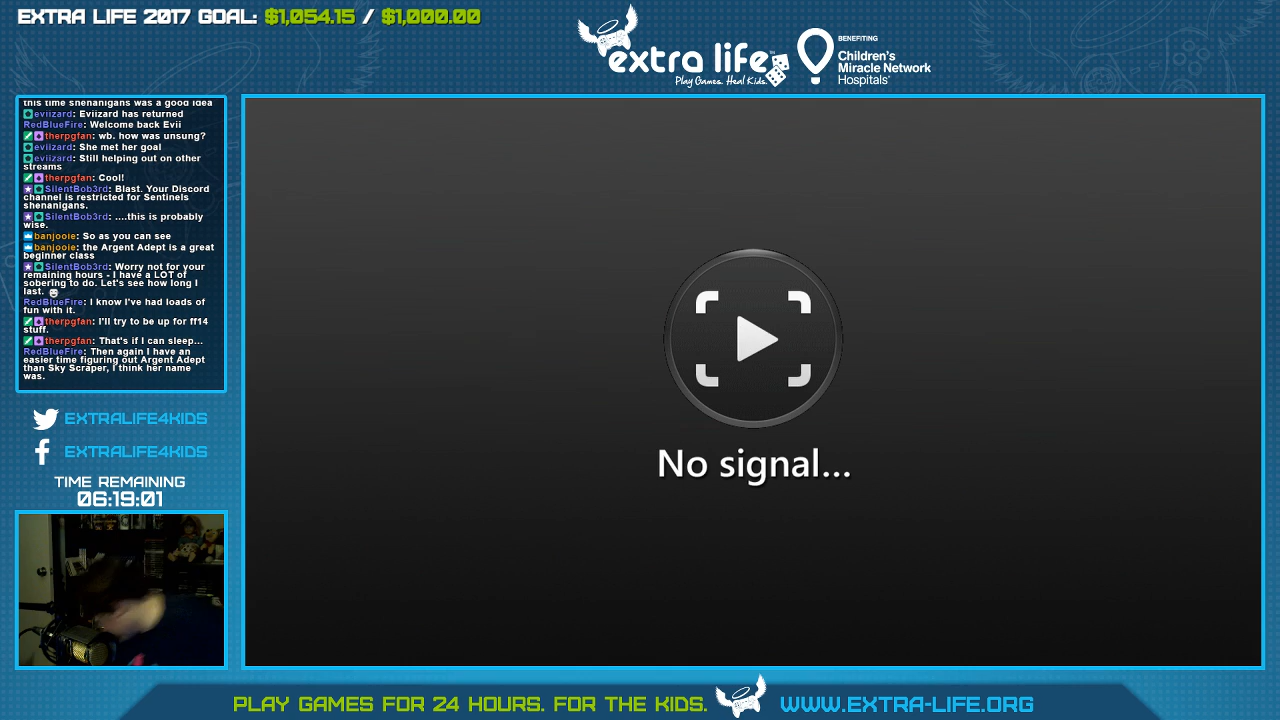 EXTRA LIFE 2017 GOAL: $1,054.15 / $1,000.00
extra life
Play Games. Heal Kids.
BENEFITING
Children's
Miracle Network
Hospitals
this time shenanigans was a good idea
eviizard: Eviizard has returned
RedBlueFire: Welcome back Evii
therpgfan: wb. how was unsung?
eviizard: She met her goal
eviizard: Still helping out on other
streams
therpgfan: Cool!
SilentBob3rd: Blast. Your Discord
channel is restricted for Sentinels
shenanigans.
SilentBob3rd: ....this is probably
wise.
banjooie: So as you can see
banjooie: the Argent Adept is a great
beginner class
SilentBob3rd: Worry not for your
remaining hours - I have a LOT of
sobering to do. Let's see how long I
last.
RedBlueFire: I know I've had loads of
fun with it.
therpgfan: I'll try to be up for ff14
stuff.
therpgfan: That's if I can sleep...
RedBlueFire: Then again I have an
easier time figuring out Argent Adept
than Sky Scraper, I think her name
was.
EXTRALIFE4KIDS
EXTRALIFE4KIDS
TIME REMAINING
06:19:01
No signal...
PLAY GAMES FOR 24 HOURS. FOR THE KIDS.
WWW.EXTRA-LIFE.ORG